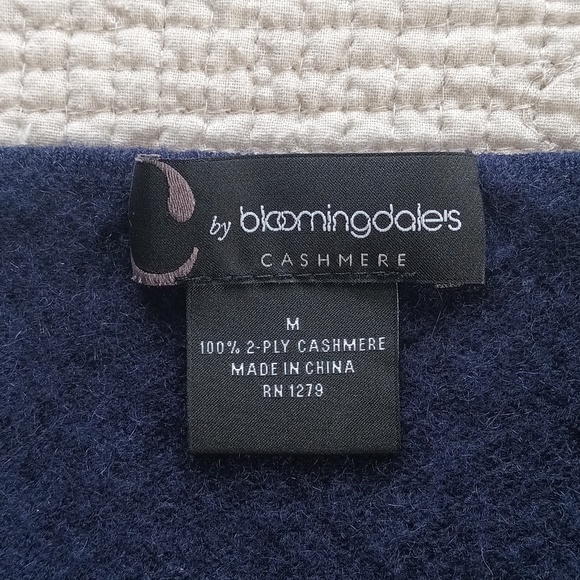 C by bloomingdale's
CASHMERE
M
100% 2-PLY CASHMERE
MADE IN CHINA
RN 1279